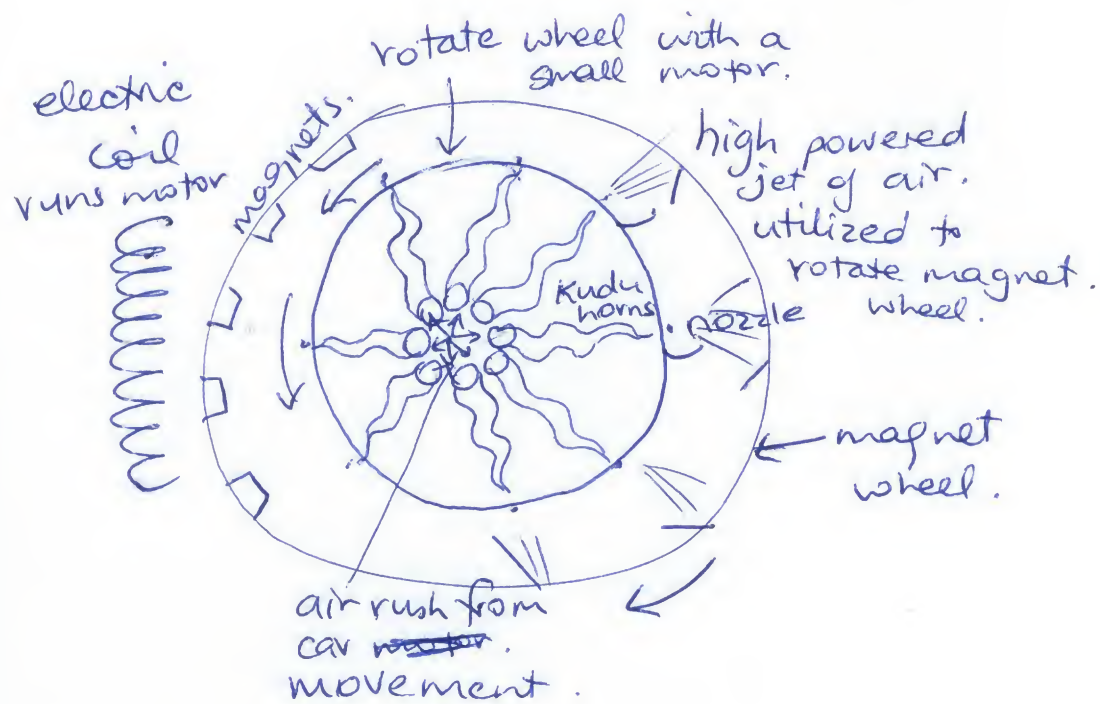 rotate wheel with a
small motor.
electric
coil
runs motor
magnets.
high powered
jet of air.
utilized to
rotate magnet.
wheel.
Kudu
horns
nozzle
magnet
wheel.
air rush from
car motor.
movement.